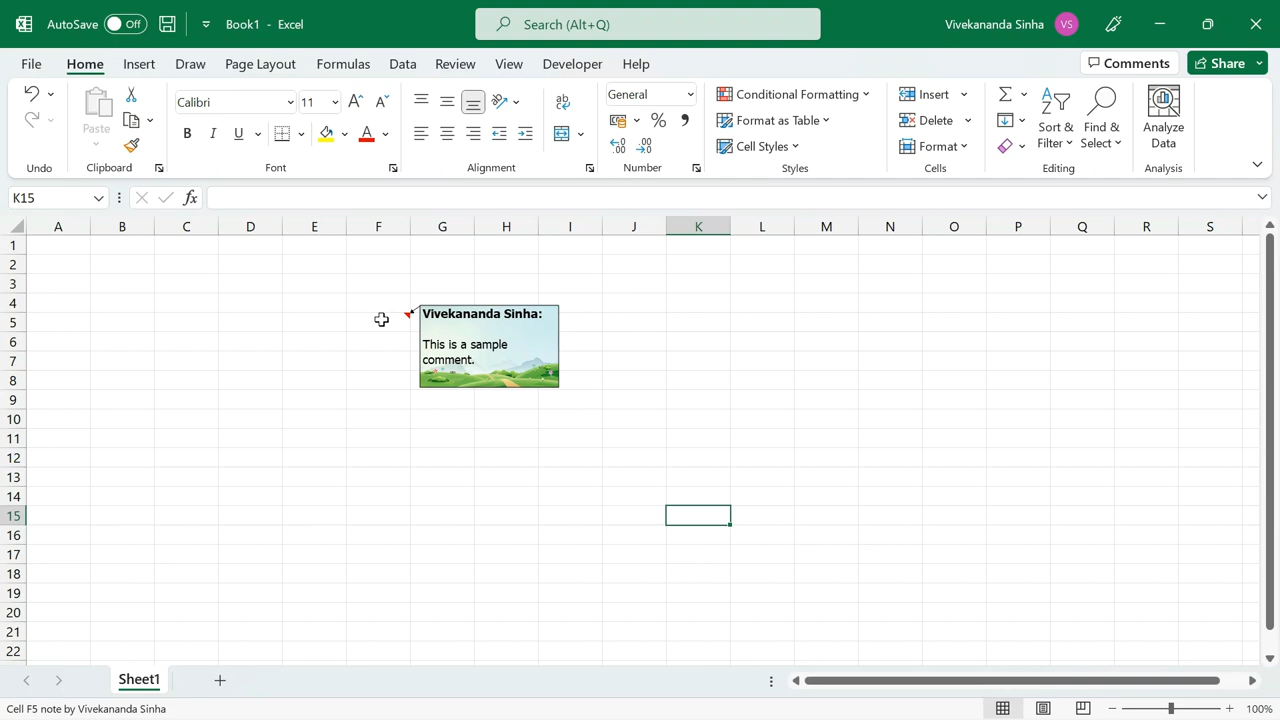 AutoSave Off Book1 - Excel Search (Alt+Q) Vivekananda Sinha VS
File Home Insert Draw Page Layout Formulas Data Review View Developer Help Comments Share
Calibri 11 General Conditional Formatting Insert
Paste Format as Table Delete Sort & Filter Find & Select Analyze Data
B I U % , Cell Styles Format
Undo Clipboard Font Alignment Number Styles Cells Editing Analysis
K15 fx
A B C D E F G H I J K L M N O P Q R S
1
2
3
4
Vivekananda Sinha:
5
6
This is a sample
7
comment.
8
9
10
11
12
13
14
15
16
17
18
19
20
21
22
Sheet1
Cell F5 note by Vivekananda Sinha 100%